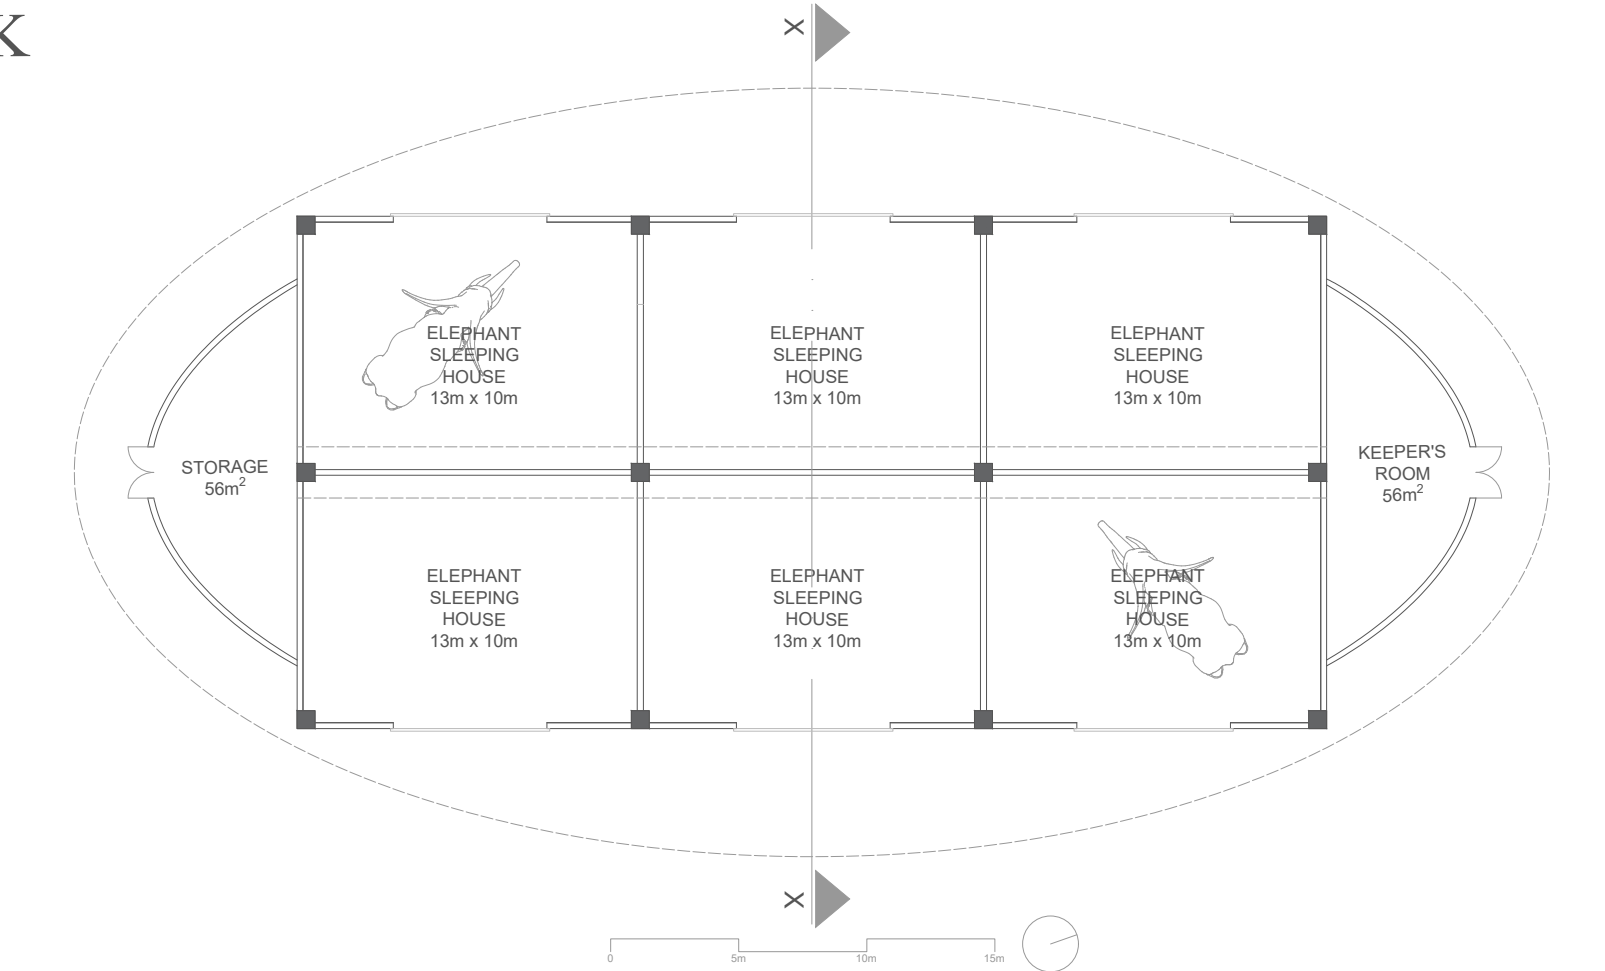 K
X
ELEPHANT
SLEEPING
HOUSE
13m x 10m
ELEPHANT
SLEEPING
HOUSE
13m x 10m
ELEPHANT
SLEEPING
HOUSE
13m x 10m
STORAGE
56m²
KEEPER'S
ROOM
56m²
ELEPHANT
SLEEPING
HOUSE
13m x 10m
ELEPHANT
SLEEPING
HOUSE
13m x 10m
ELEPHANT
SLEEPING
HOUSE
13m x 10m
X
0 5m 10m 15m